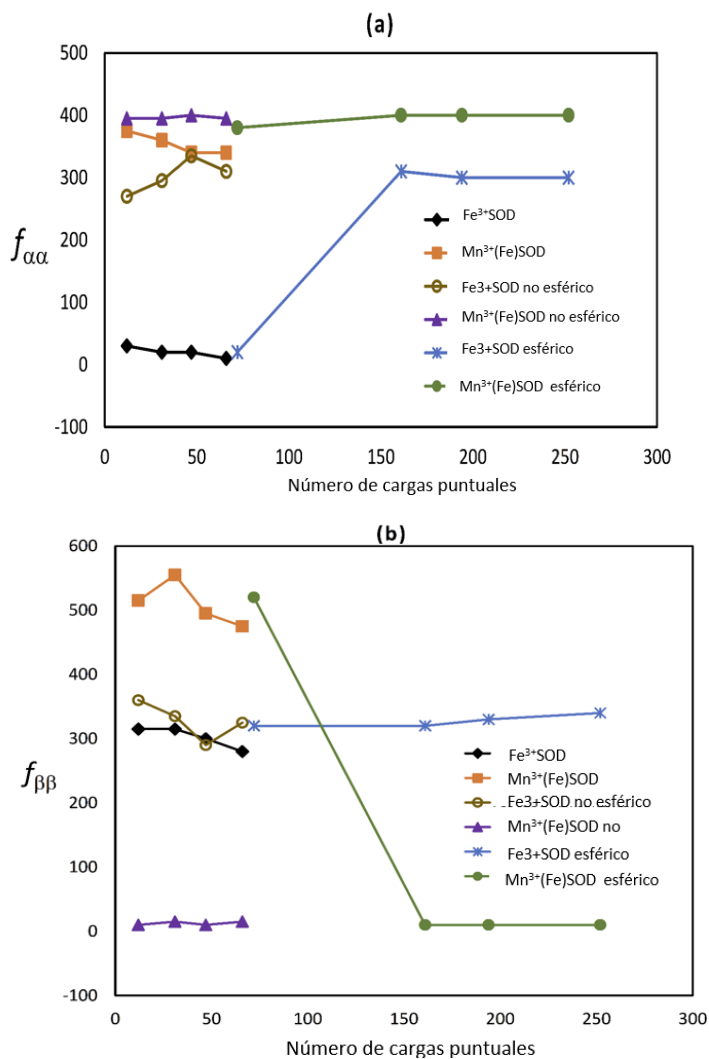 (a)
500
400
300
200
100
0
-100
fαα
Fe³⁺SOD
Mn³⁺(Fe)SOD
Fe3+SOD no esférico
Mn³⁺(Fe)SOD no esférico
Fe3+SOD esférico
Mn³⁺(Fe)SOD esférico
0 50 100 150 200 250 300
Número de cargas puntuales
(b)
600
500
400
300
200
100
0
-100
fββ
Fe³⁺SOD
Mn³⁺(Fe)SOD
Fe3+SOD no esférico
Mn³⁺(Fe)SOD no
Fe3+SOD esférico
Mn³⁺(Fe)SOD esférico
0 50 100 150 200 250 300
Número de cargas puntuales